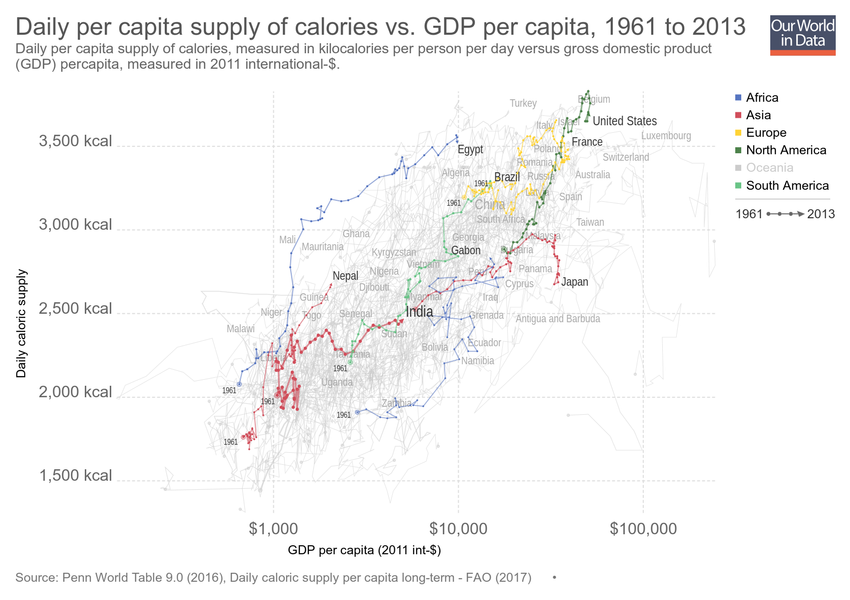 Daily per capita supply of calories vs. GDP per capita, 1961 to 2013
Daily per capita supply of calories, measured in kilocalories per person per day versus gross domestic product
(GDP) percapita, measured in 2011 international-$.
Our World
in Data
Africa
Asia
Europe
North America
Oceania
South America
1961 2013
Daily caloric supply
3,500 kcal
3,000 kcal
2,500 kcal
2,000 kcal
1,500 kcal
Turkey
Belgium
Italy
Israel
United States
Luxembourg
Egypt
France
Poland
Switzerland
Romania
Algeria
Brazil
Russia
Australia
1961
Latvia
Spain
1961
China
South Africa
Taiwan
Mali
Ghana
Georgia
Malaysia
Mauritania
Kyrgyzstan
Gabon
Vietnam
Nepal
Nigeria
Peru
Panama
Djibouti
Cyprus
Japan
Guinea
Myanmar
Iraq
Niger
Togo
Senegal
India
Grenada
Antigua and Barbuda
Malawi
Sudan
Bolivia
Ecuador
Liberia
Tanzania
Namibia
1961
Uganda
1961
1961
Zambia
1961
1961
$1,000
$10,000
$100,000
GDP per capita (2011 int-$)
Source: Penn World Table 9.0 (2016), Daily caloric supply per capita long-term - FAO (2017) •